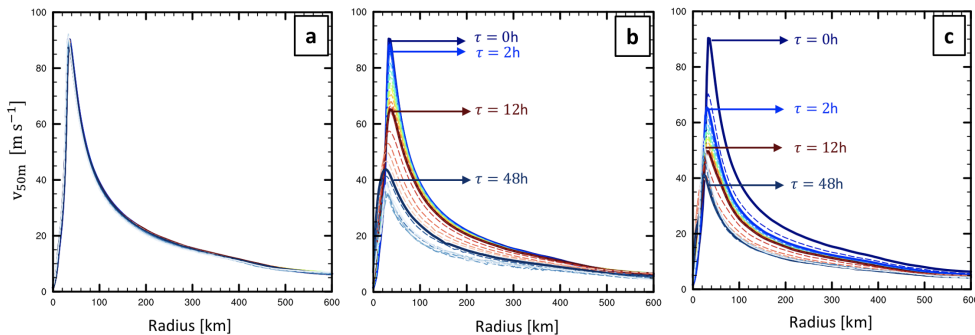 a
b
c
v50m [m s−1]
100
80
60
40
20
0
0 100 200 300 400 500 600
Radius [km]
τ = 0h
τ = 2h
τ = 12h
τ = 48h
100
80
60
40
20
0
0 100 200 300 400 500 600
Radius [km]
τ = 0h
τ = 2h
τ = 12h
τ = 48h
100
80
60
40
20
0
0 100 200 300 400 500 600
Radius [km]